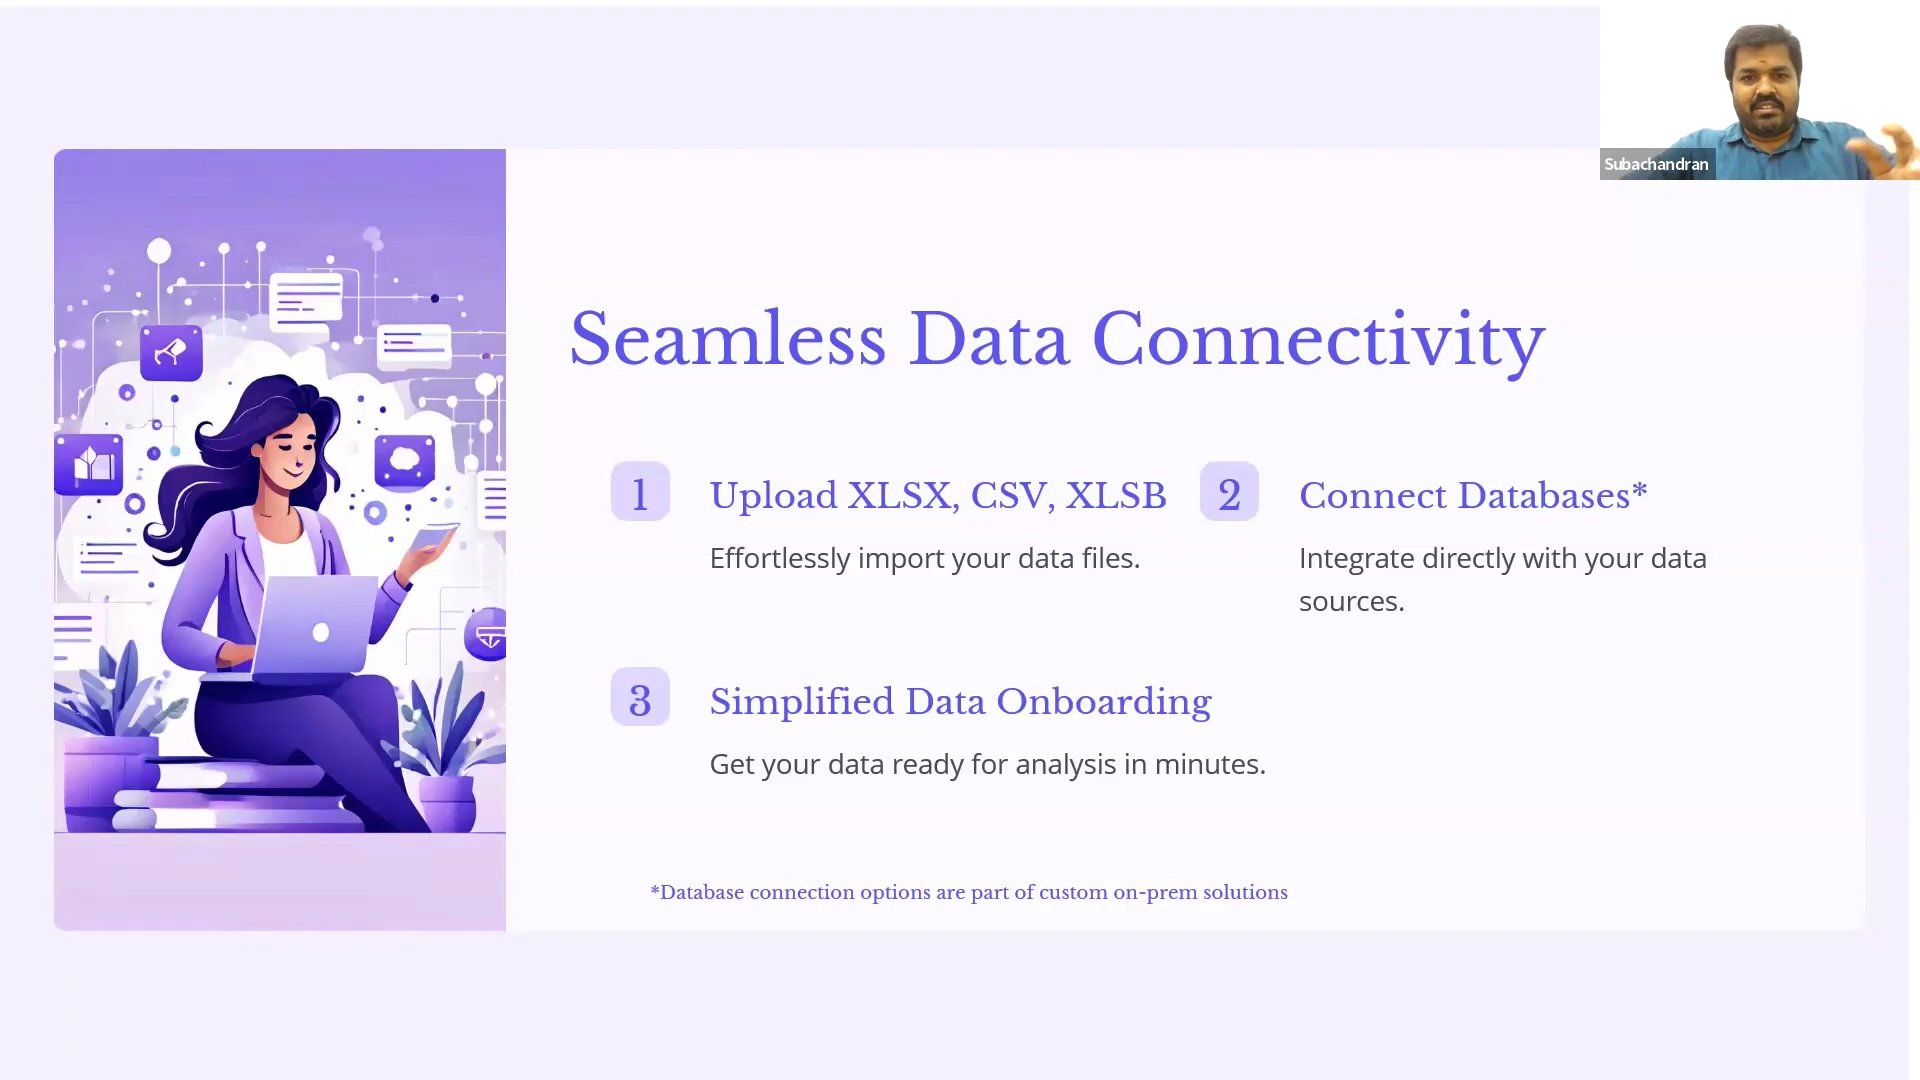 Subachandran
Seamless Data Connectivity
1
Upload XLSX, CSV, XLSB
Effortlessly import your data files.
2
Connect Databases*
Integrate directly with your data
sources.
3
Simplified Data Onboarding
Get your data ready for analysis in minutes.
*Database connection options are part of custom on-prem solutions